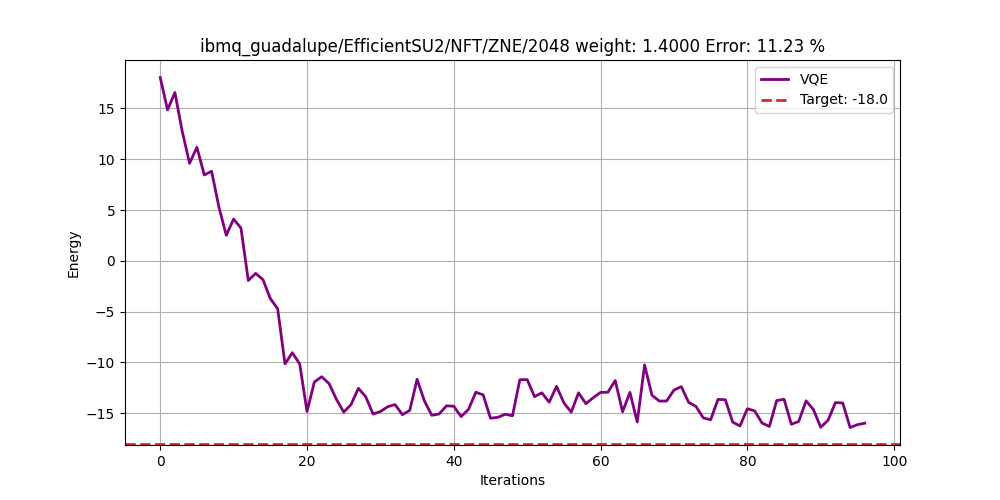 ibmq_guadalupe/EfficientSU2/NFT/ZNE/2048 weight: 1.4000 Error: 11.23 %
VQE
Target: -18.0
15
10
5
0
−5
−10
−15
Energy
0 20 40 60 80 100
Iterations